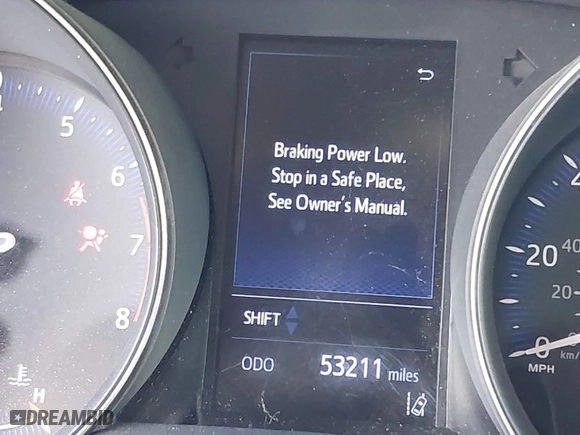 Braking Power Low.
Stop in a Safe Place,
See Owner's Manual.
SHIFT
ODO 53211 miles
5
6
7
8
H
20
40
20
0
km/
MPH
DREAMBID